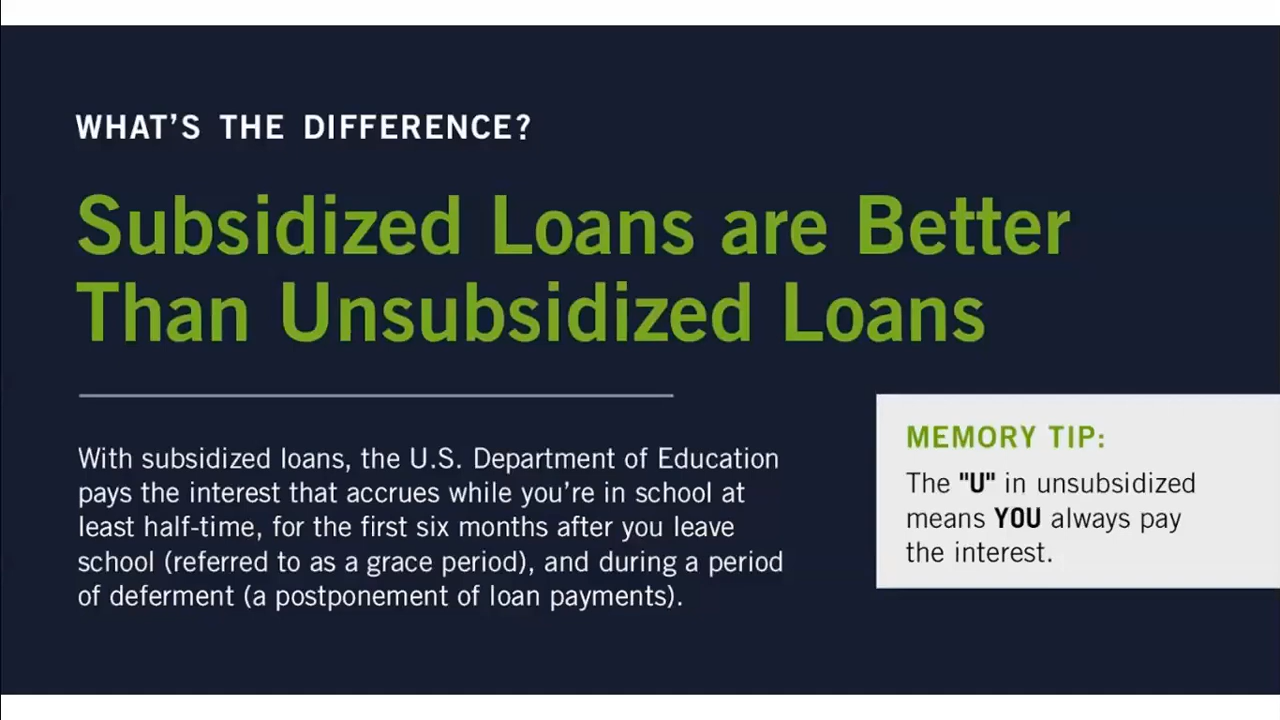 WHAT'S THE DIFFERENCE?
Subsidized Loans are Better
Than Unsubsidized Loans
With subsidized loans, the U.S. Department of Education
pays the interest that accrues while you're in school at
least half-time, for the first six months after you leave
school (referred to as a grace period), and during a period
of deferment (a postponement of loan payments).
MEMORY TIP:
The "U" in unsubsidized
means YOU always pay
the interest.